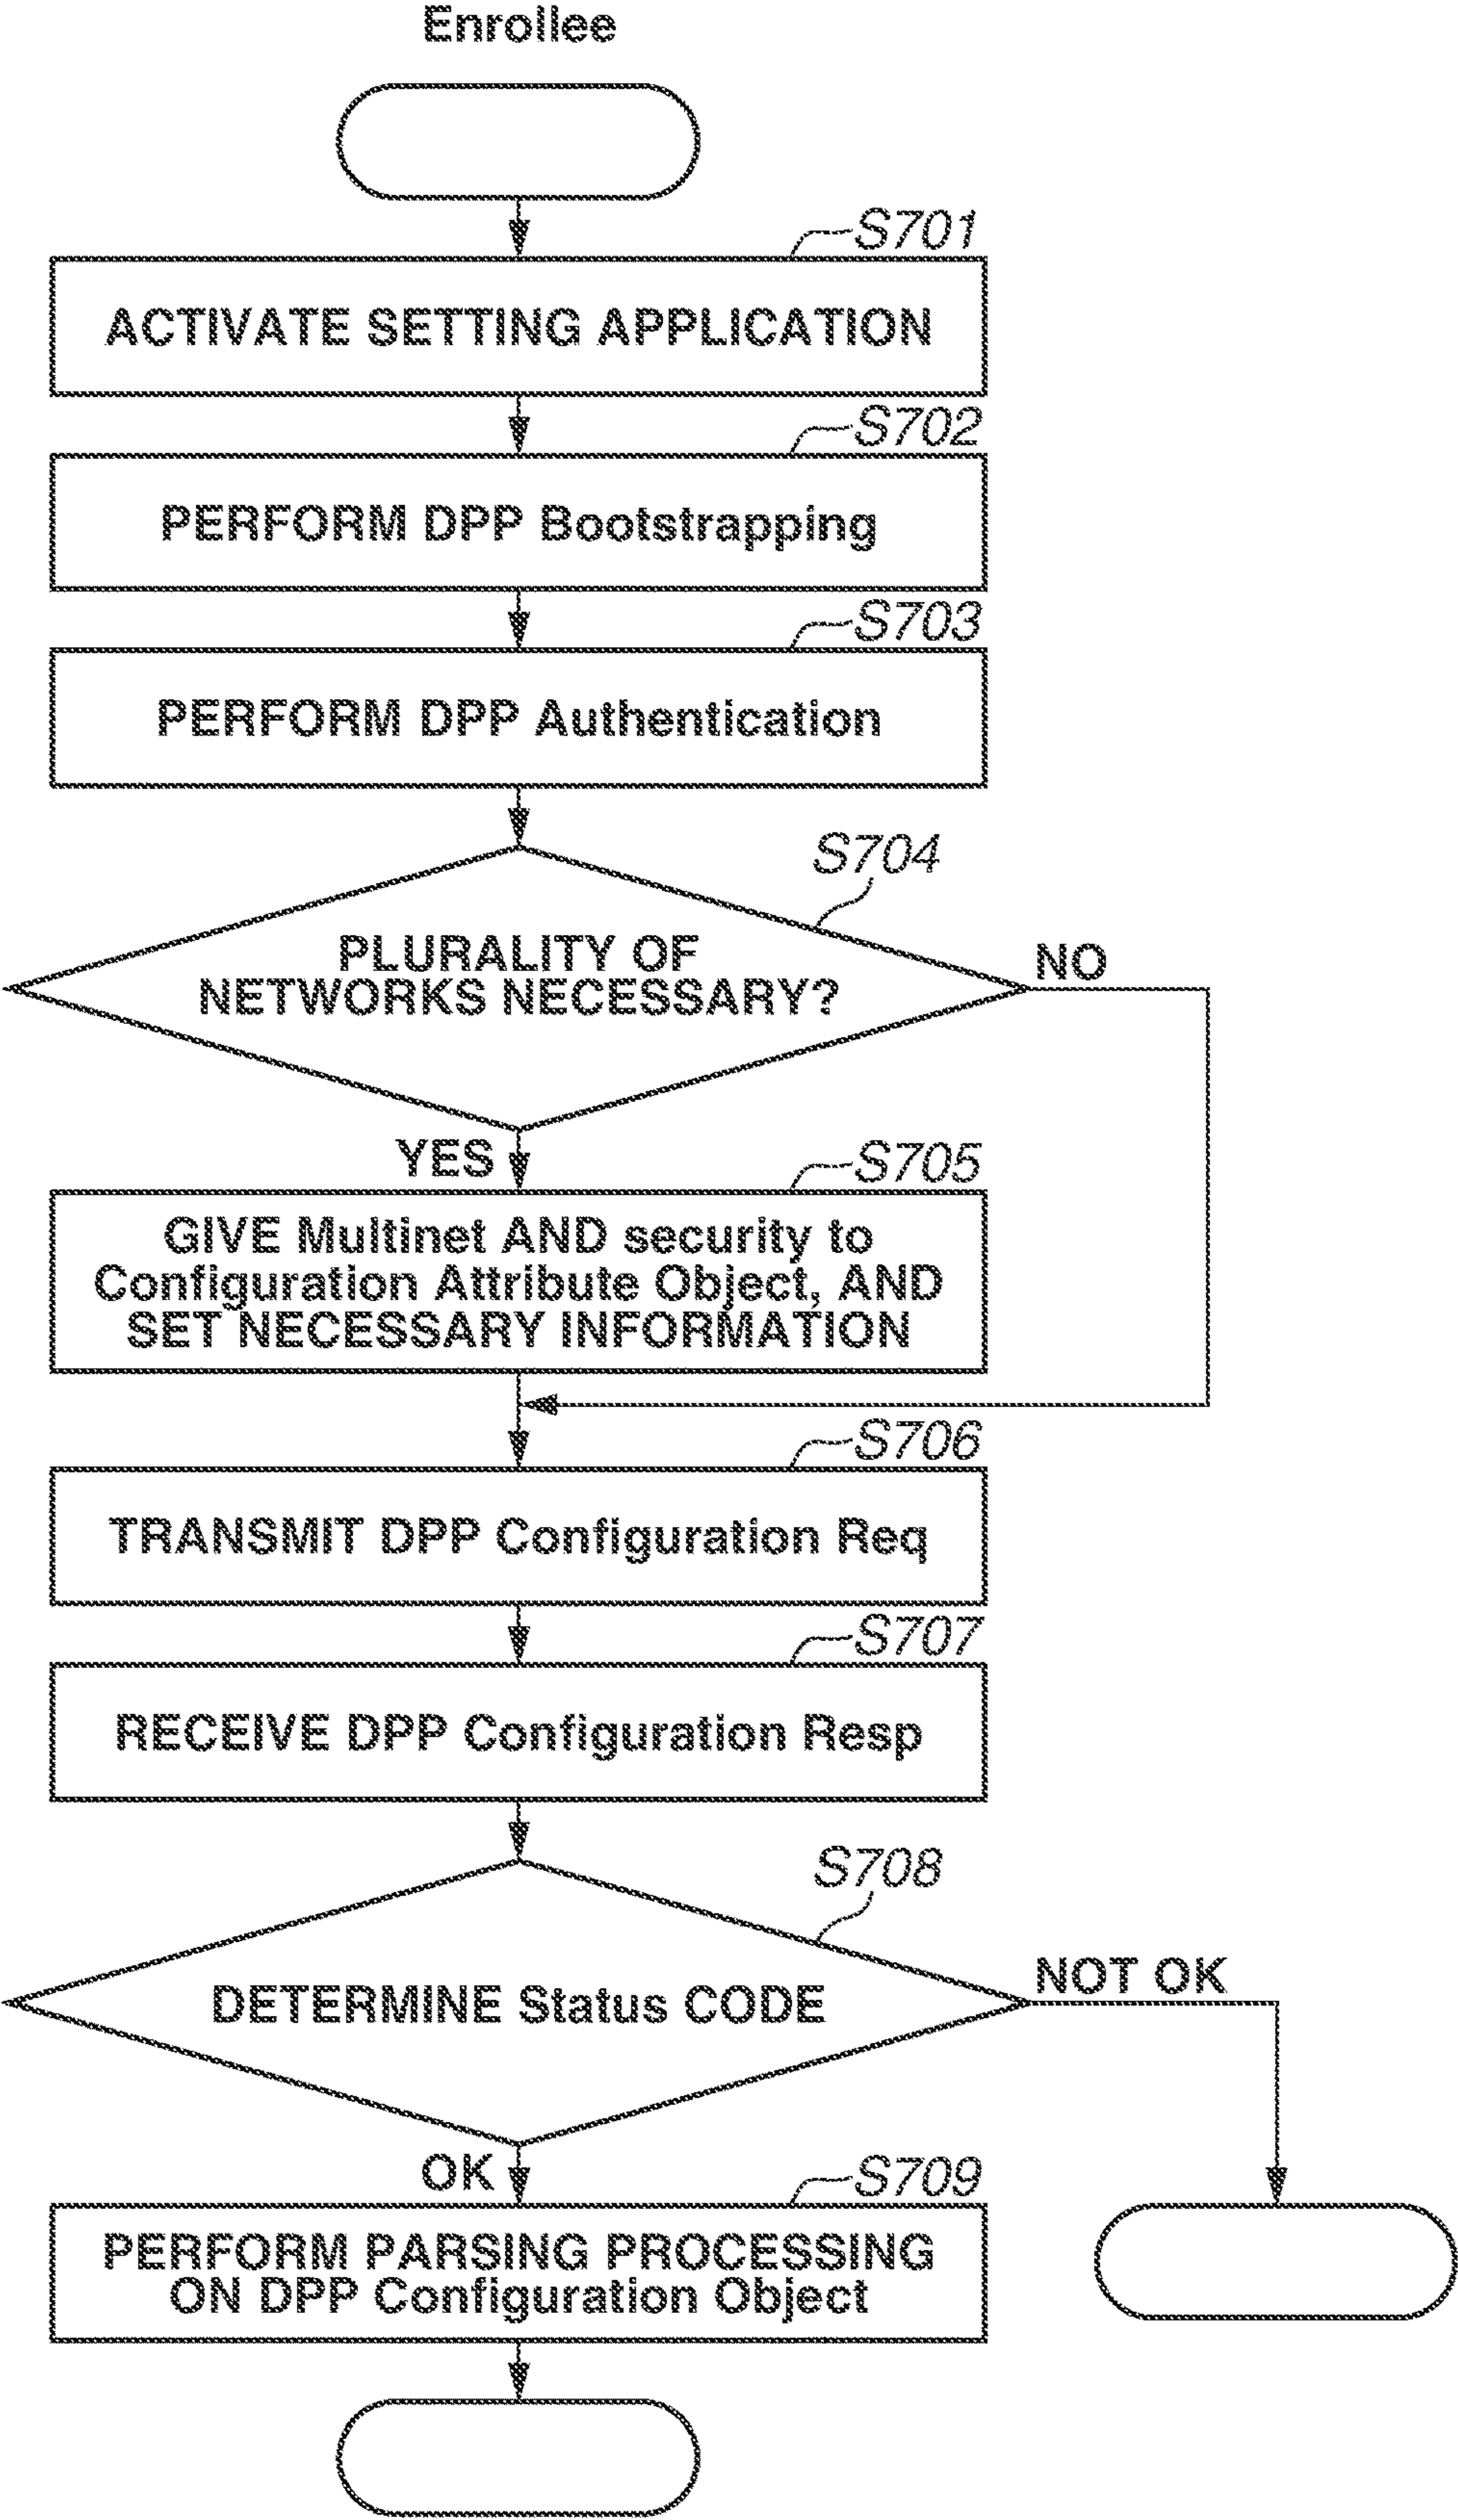 Enrollee
S701
ACTIVATE SETTING APPLICATION
S702
PERFORM DPP Bootstrapping
S703
PERFORM DPP Authentication
S704
PLURALITY OF
NETWORKS NECESSARY?
NO
YES
S705
GIVE Multinet AND security to
Configuration Attribute Object, AND
SET NECESSARY INFORMATION
S706
TRANSMIT DPP Configuration Req
S707
RECEIVE DPP Configuration Resp
S708
DETERMINE Status CODE
NOT OK
OK
S709
PERFORM PARSING PROCESSING
ON DPP Configuration Object